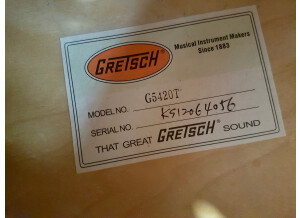 GRETSCH
Musical Instrument Makers
Since 1883
MODEL NO. G5420T
SERIAL NO. KS12064056
THAT GREAT GRETSCH SOUND